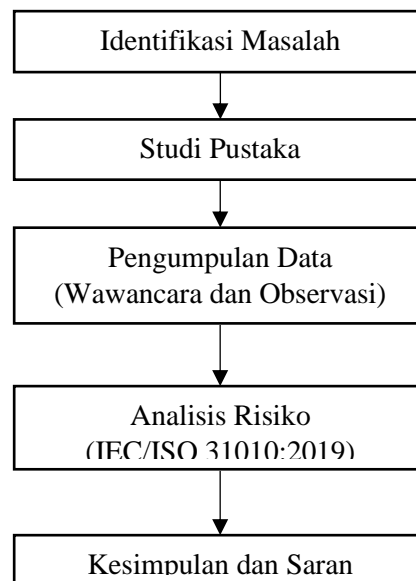 Identifikasi Masalah
Studi Pustaka
Pengumpulan Data
(Wawancara dan Observasi)
Analisis Risiko
(IEC/ISO 31010:2019)
Kesimpulan dan Saran